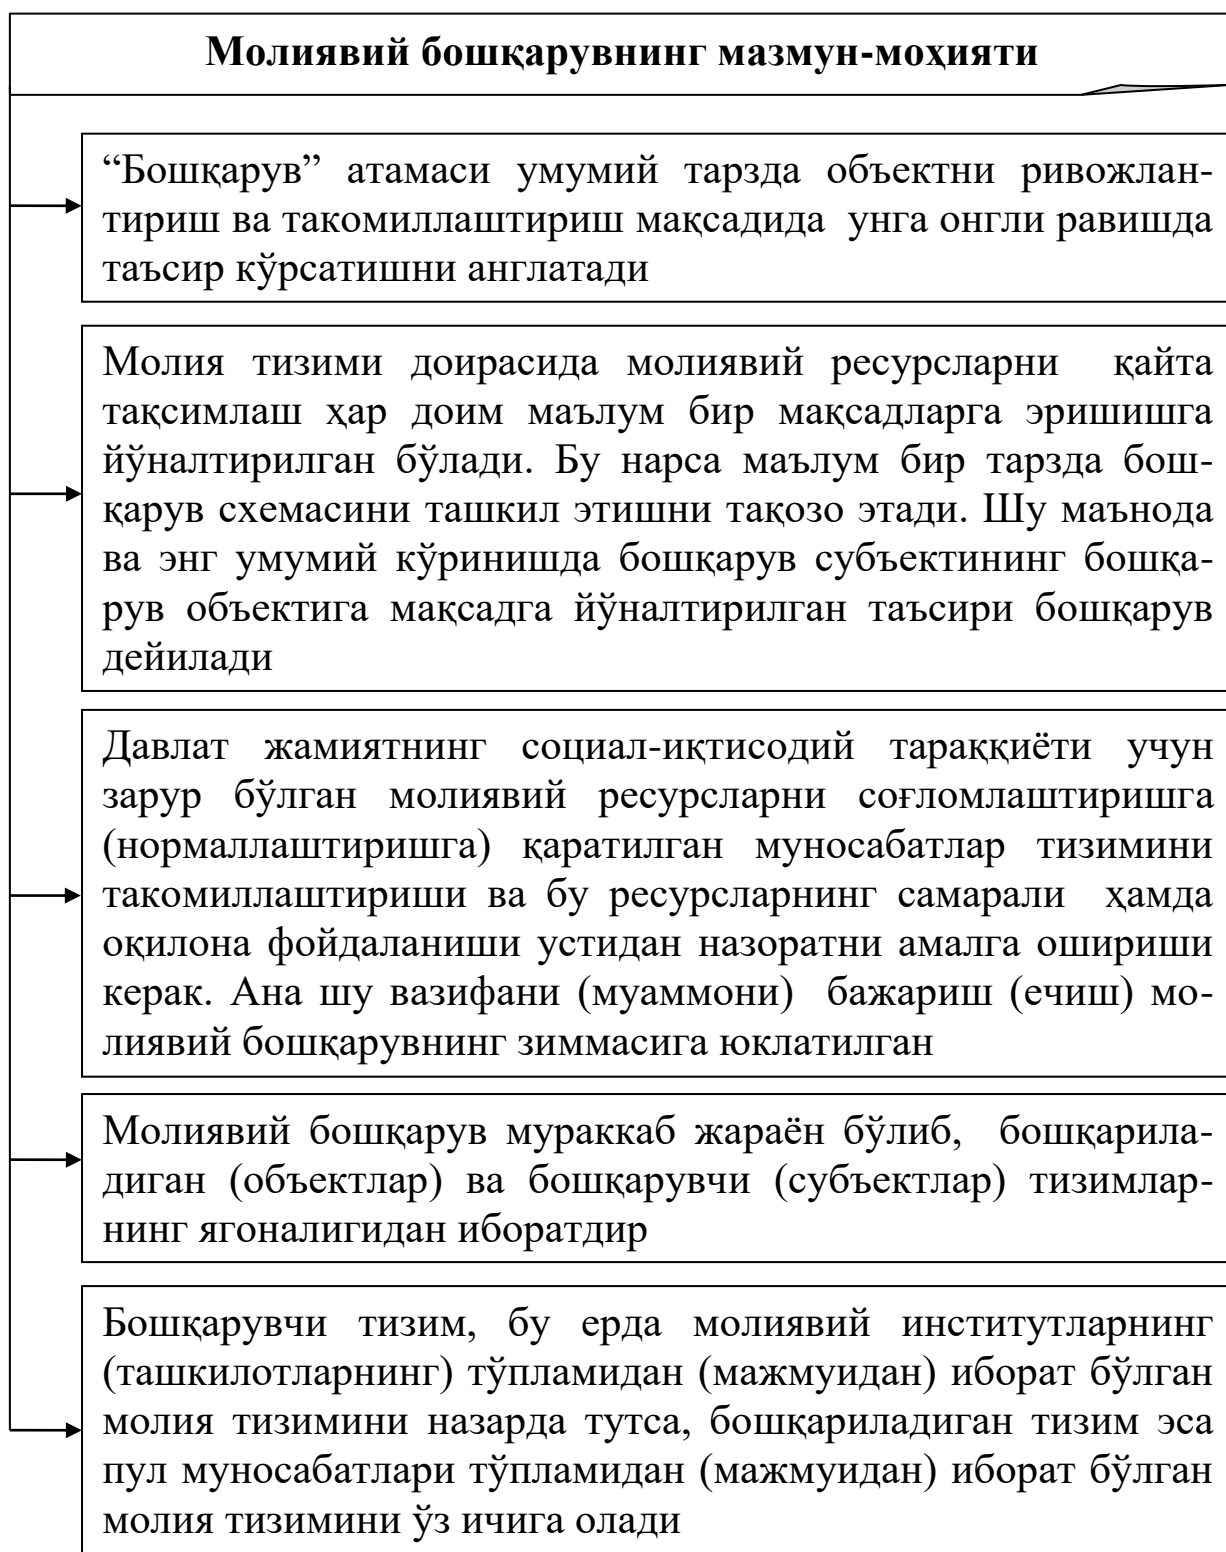 Молиявий бошқарувнинг мазмун-моҳияти
“Бошқарув” атамаси умумий тарзда объектни ривожлан-
тириш ва такомиллаштириш мақсадида унга онгли равишда
таъсир кўрсатишни англатади
Молия тизими доирасида молиявий ресурсларни қайта
тақсимлаш ҳар доим маълум бир мақсадларга эришишга
йўналтирилган бўлади. Бу нарса маълум бир тарзда бош-
қарув схемасини ташкил этишни тақозо этади. Шу маънода
ва энг умумий кўринишда бошқарув субъектининг бошқа-
рув объектига мақсадга йўналтирилган таъсири бошқарув
дейилади
Давлат жамиятнинг социал-иқтисодий тараққиёти учун
зарур бўлган молиявий ресурсларни соғломлаштиришга
(нормаллаштиришга) қаратилган муносабатлар тизимини
такомиллаштириши ва бу ресурсларнинг самарали ҳамда
оқилона фойдаланиши устидан назоратни амалга ошириши
керак. Ана шу вазифани (муаммони) бажариш (ечиш) мо-
лиявий бошқарувнинг зиммасига юклатилган
Молиявий бошқарув мураккаб жараён бўлиб, бошқарила-
диган (объектлар) ва бошқарувчи (субъектлар) тизимлар-
нинг ягоналигидан иборатдир
Бошқарувчи тизим, бу ерда молиявий институтларнинг
(ташкилотларнинг) тўпламидан (мажмуидан) иборат бўлган
молия тизимини назарда тутса, бошқариладиган тизим эса
пул муносабатлари тўпламидан (мажмуидан) иборат бўлган
молия тизимини ўз ичига олади